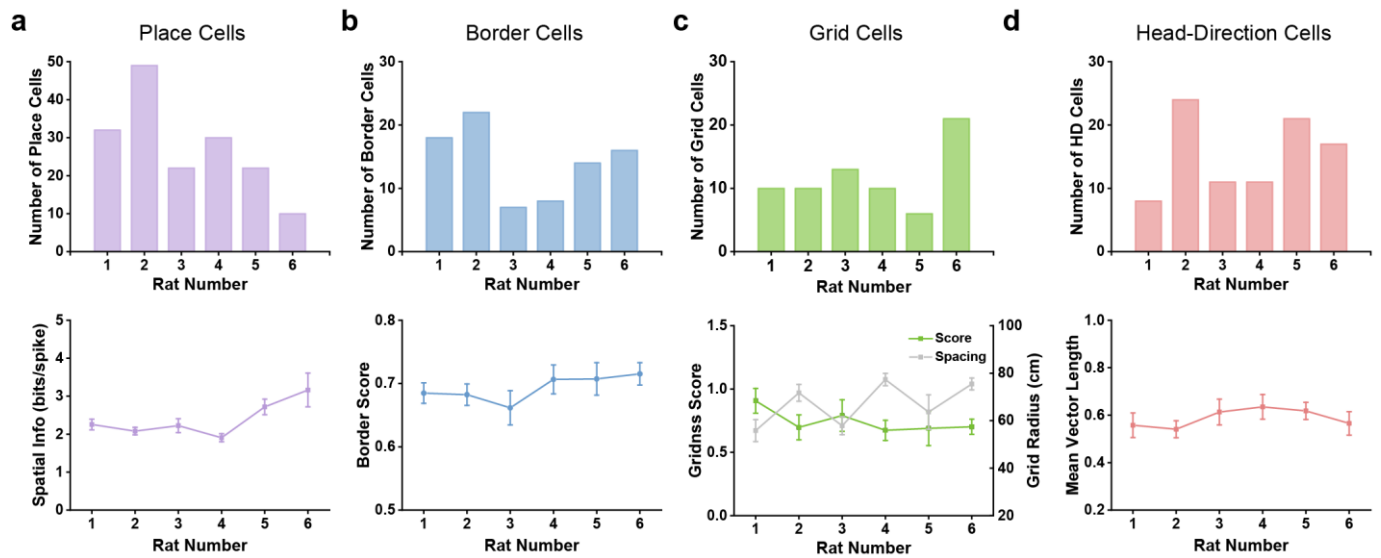 a
Place Cells
Number of Place Cells
50
40
30
20
10
0
1 2 3 4 5 6
Rat Number
b
Border Cells
Number of Border Cells
30
20
10
0
1 2 3 4 5 6
Rat Number
c
Grid Cells
Number of Grid Cells
30
20
10
0
1 2 3 4 5 6
Rat Number
d
Head-Direction Cells
Number of HD Cells
30
20
10
0
1 2 3 4 5 6
Rat Number
Spatial Info (bits/spike)
5
4
3
2
1
0
1 2 3 4 5 6
Rat Number
Border Score
0.8
0.7
0.6
0.5
1 2 3 4 5 6
Rat Number
Gridnss Score
1.5
1.0
0.5
0.0
Score
Spacing
100
80
60
40
20
Grid Radius (cm)
1 2 3 4 5 6
Rat Number
Mean Vector Length
1.0
0.8
0.6
0.4
0.2
1 2 3 4 5 6
Rat Number